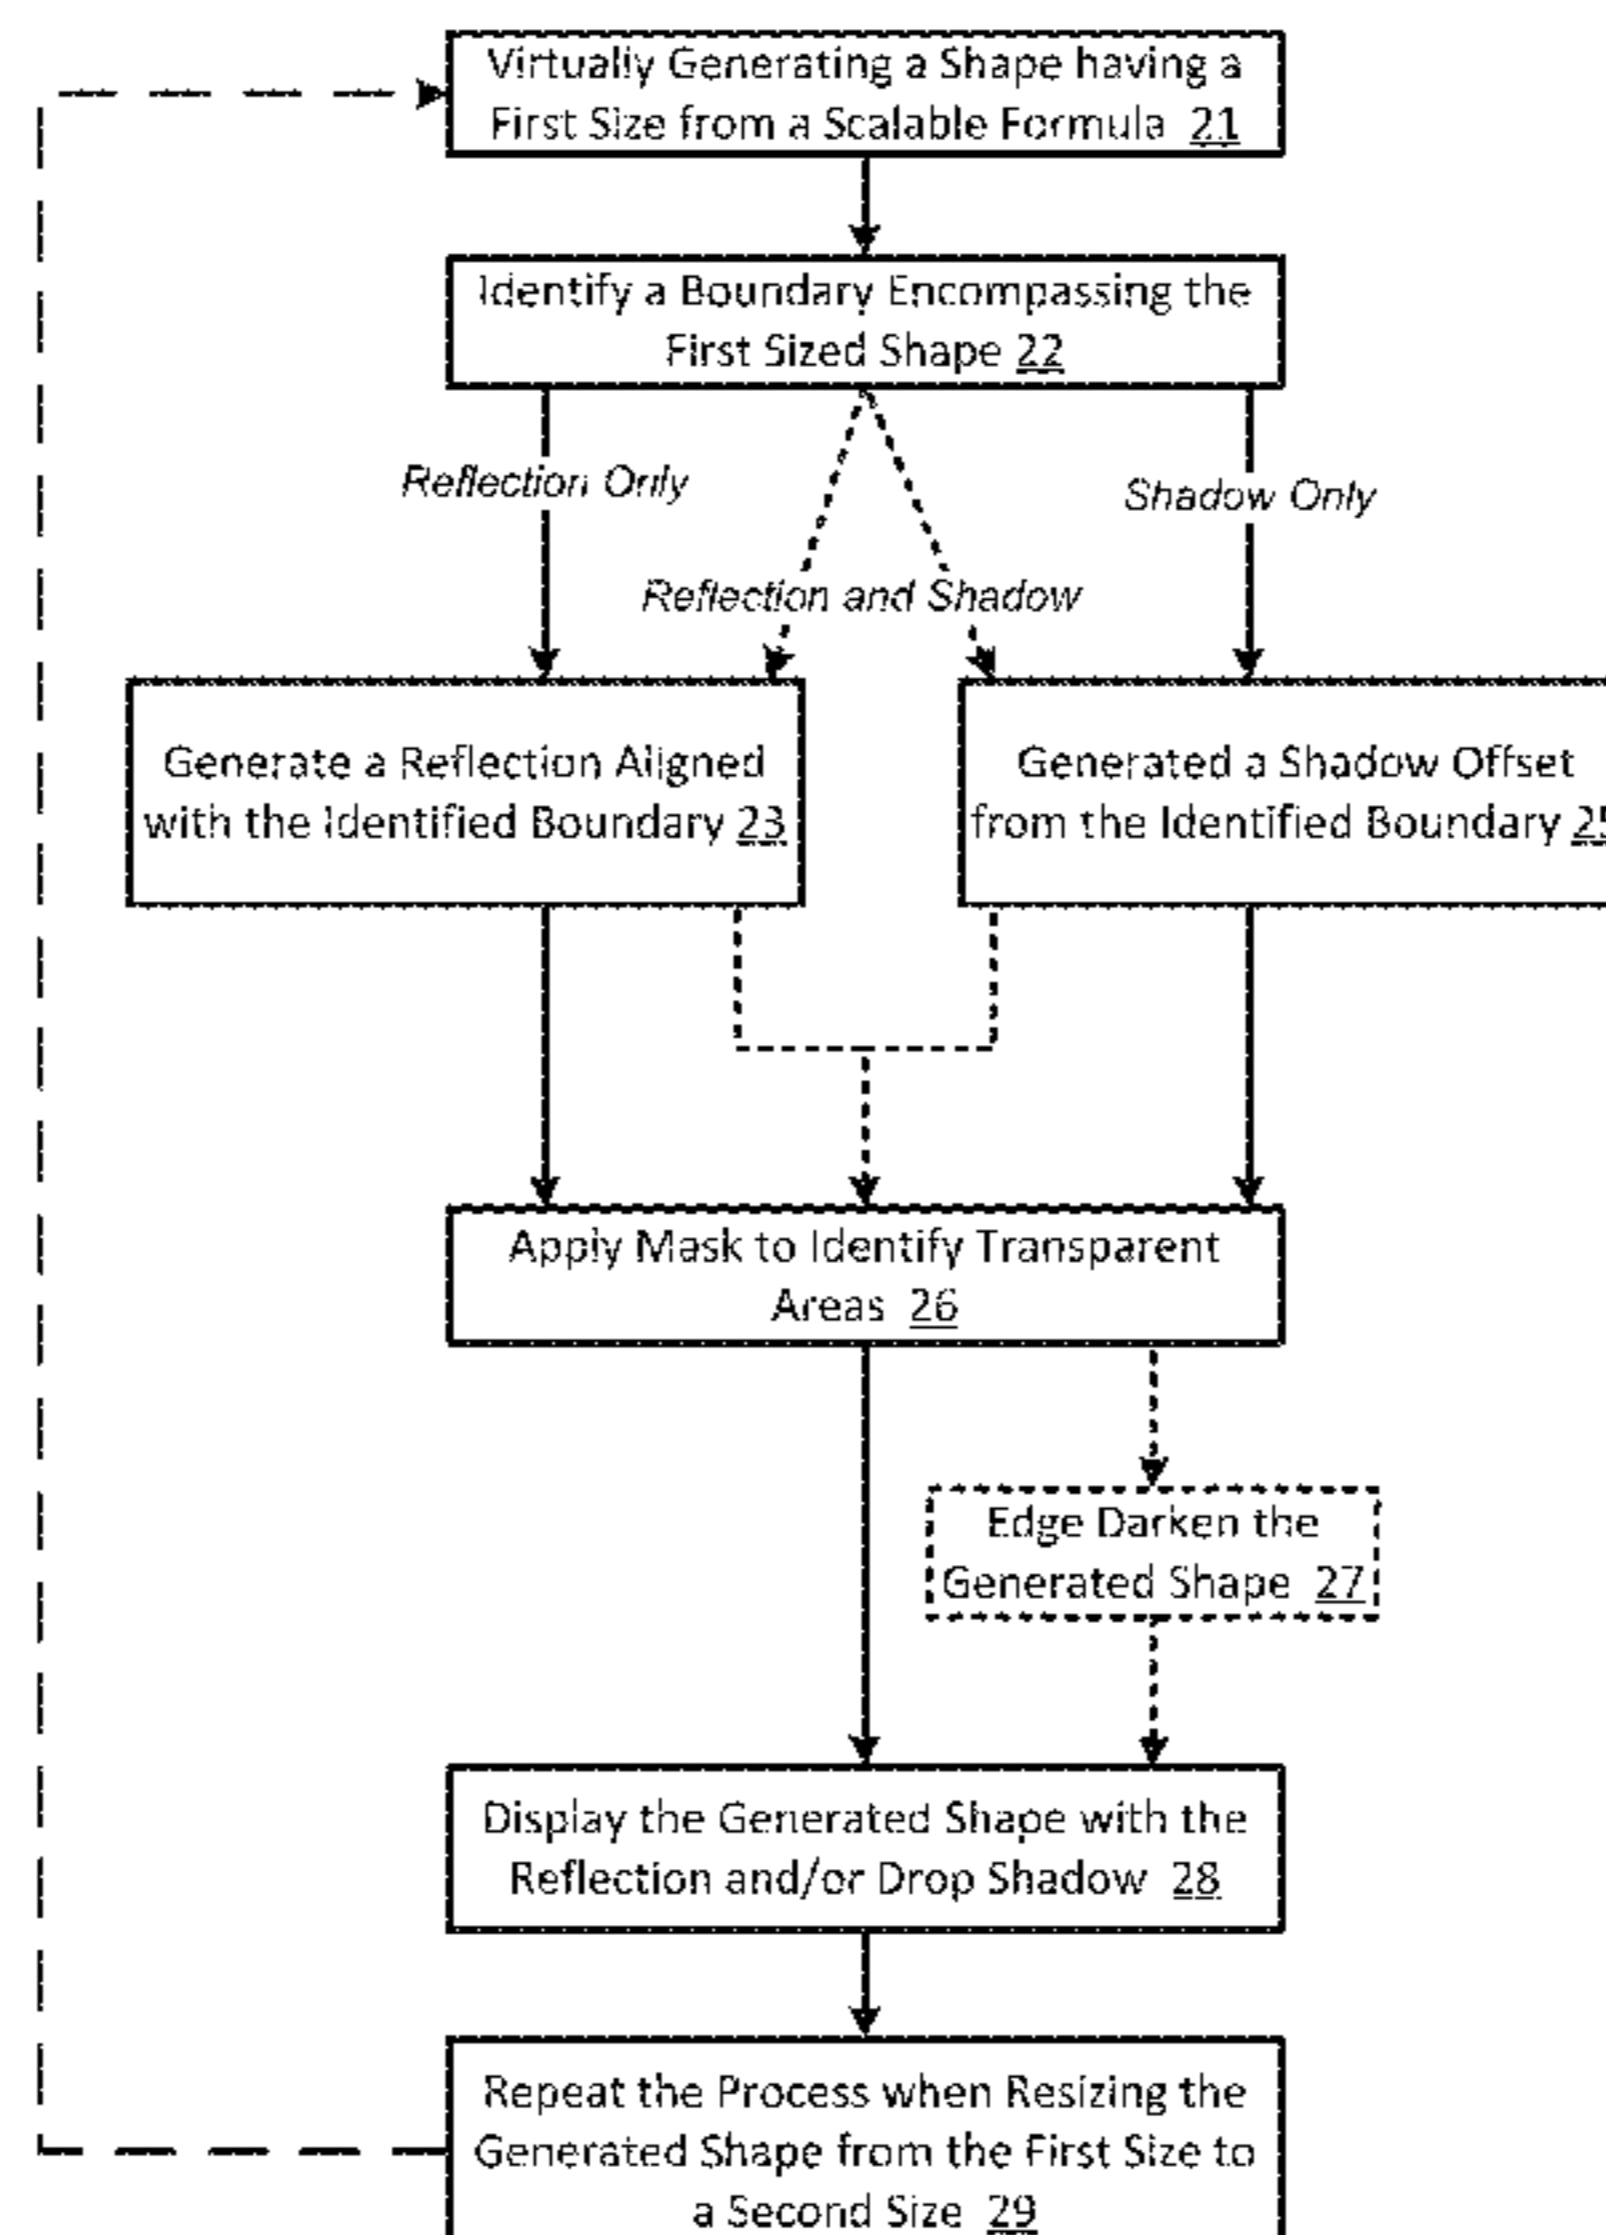 Virtually Generating a Shape having a
First Size from a Scalable Formula 21
Identify a Boundary Encompassing the
First Sized Shape 22
Reflection Only
Shadow Only
Reflection and Shadow
Generate a Reflection Aligned
with the Identified Boundary 23
Generated a Shadow Offset
from the Identified Boundary 25
Apply Mask to Identify Transparent
Areas 26
Edge Darken the
Generated Shape 27
Display the Generated Shape with the
Reflection and/or Drop Shadow 28
Repeat the Process when Resizing the
Generated Shape from the First Size to
a Second Size 29